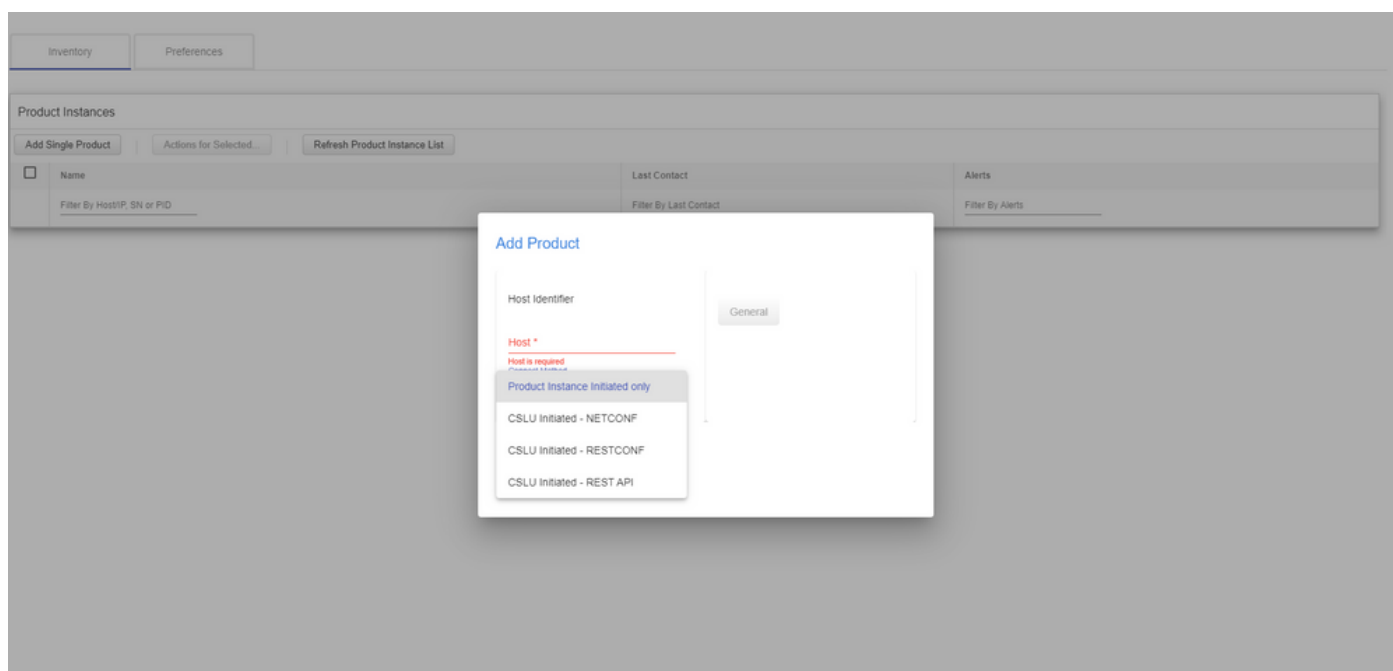 Inventory Preferences
Product Instances
Add Single Product Actions for Selected... Refresh Product Instance List
Name Last Contact Alerts
Filter By Host/IP, SN or PID Filter By Last Contact Filter By Alerts
Add Product
Host Identifier
General
Host *
Host is required
Connect Method
Product Instance Initiated only
CSLU Initiated - NETCONF
CSLU Initiated - RESTCONF
CSLU Initiated - REST API